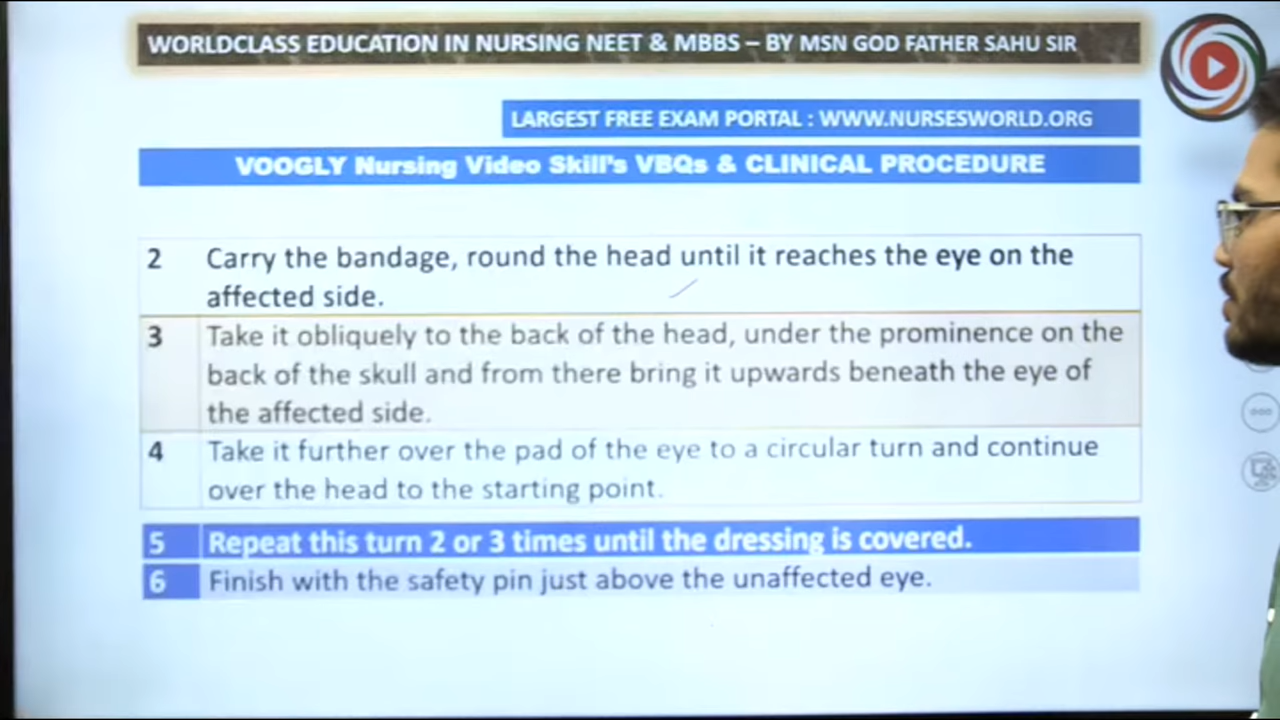 WORLDCLASS EDUCATION IN NURSING NEET & MBBS – BY MSN GOD FATHER SAHU SIR
LARGEST FREE EXAM PORTAL : WWW.NURSESWORLD.ORG
VOOGLY Nursing Video Skill's VBQs & CLINICAL PROCEDURE
2 Carry the bandage, round the head until it reaches the eye on the
affected side.
3 Take it obliquely to the back of the head, under the prominence on the
back of the skull and from there bring it upwards beneath the eye of
the affected side.
4 Take it further over the pad of the eye to a circular turn and continue
over the head to the starting point.
5 Repeat this turn 2 or 3 times until the dressing is covered.
6 Finish with the safety pin just above the unaffected eye.